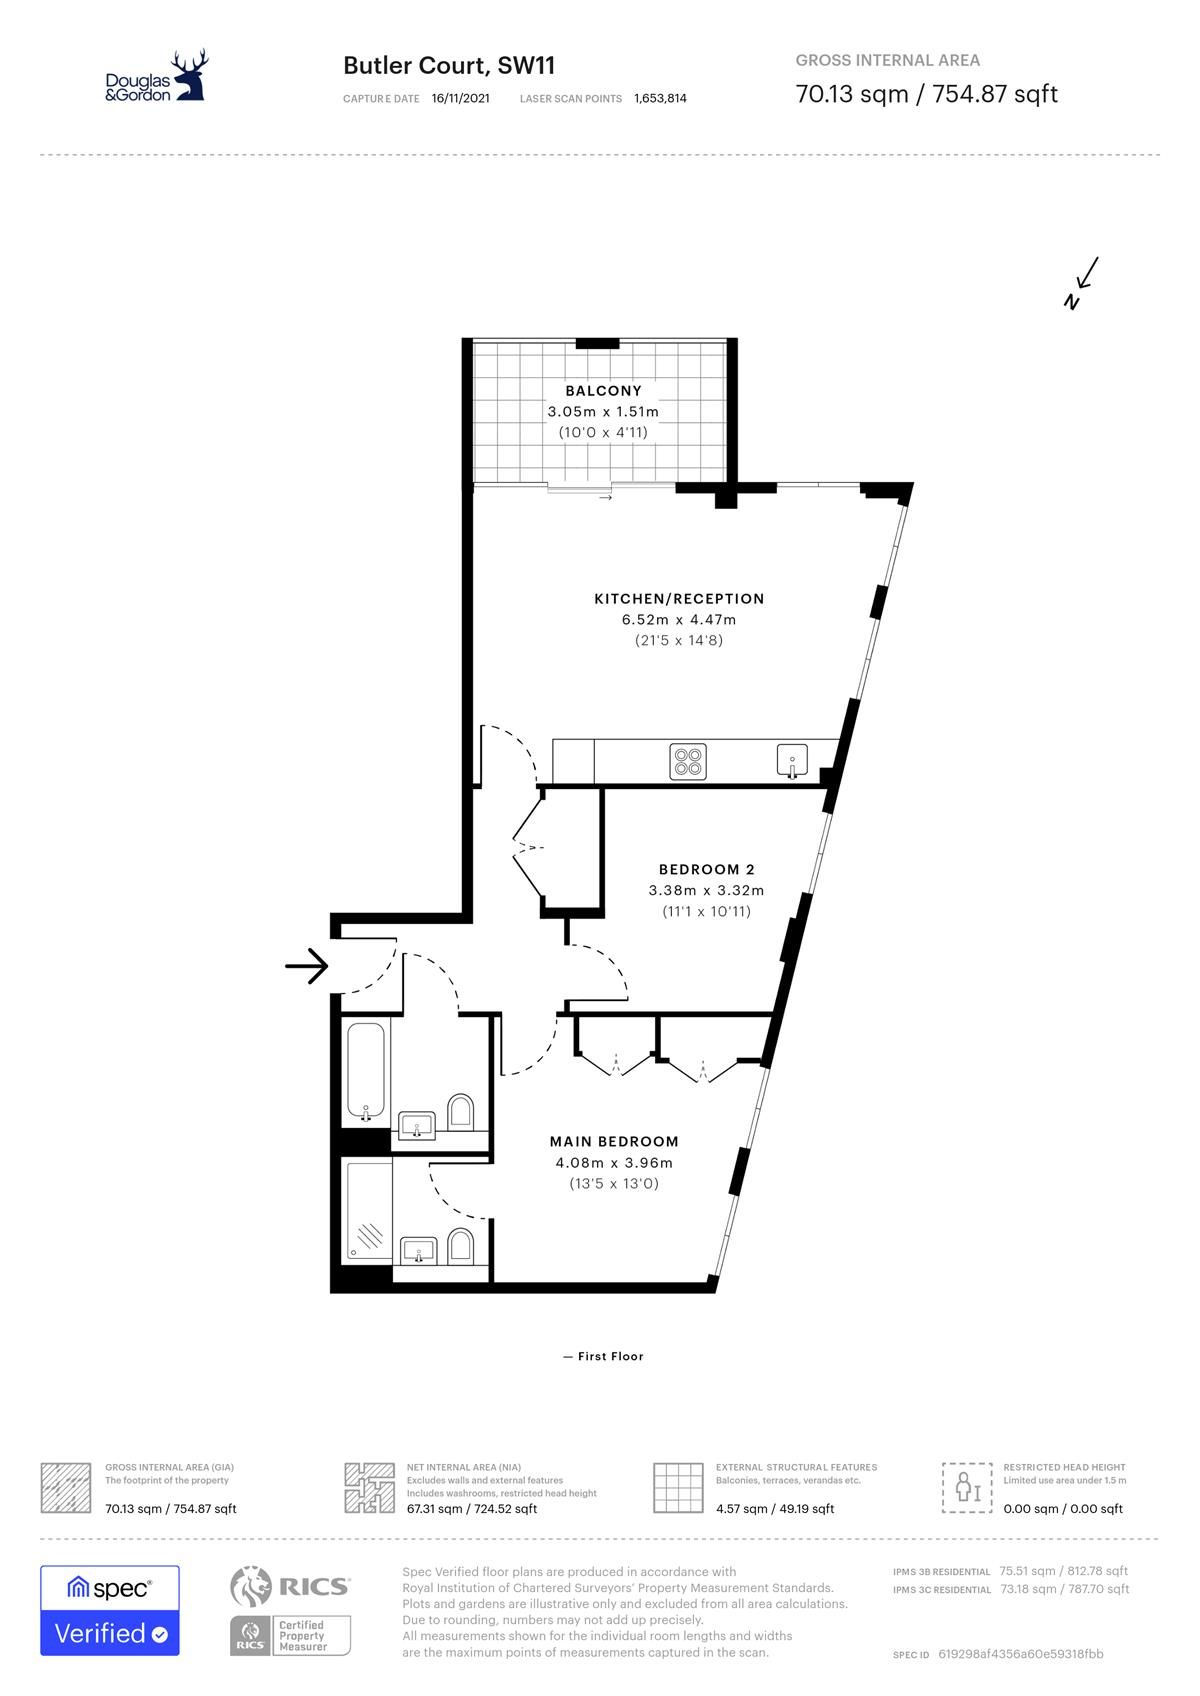 Douglas
&Gordon
Butler Court, SW11
CAPTURE DATE 16/11/2021 LASER SCAN POINTS 1,653,814
GROSS INTERNAL AREA
70.13 sqm / 754.87 sqft
N
BALCONY
3.05m x 1.51m
(10'0 x 4'11)
KITCHEN/RECEPTION
6.52m x 4.47m
(21'5 x 14'8)
BEDROOM 2
3.38m x 3.32m
(11'1 x 10'11)
MAIN BEDROOM
4.08m x 3.96m
(13'5 x 13'0)
— First Floor
GROSS INTERNAL AREA (GIA)
The footprint of the property
70.13 sqm / 754.87 sqft
NET INTERNAL AREA (NIA)
Excludes walls and external features
Includes washrooms, restricted head height
67.31 sqm / 724.52 sqft
EXTERNAL STRUCTURAL FEATURES
Balconies, terraces, verandas etc.
4.57 sqm / 49.19 sqft
RESTRICTED HEAD HEIGHT
Limited use area under 1.5 m
0.00 sqm / 0.00 sqft
spec®
Verified
RICS®
RICS
Certified
Property
Measurer
Spec Verified floor plans are produced in accordance with
Royal Institution of Chartered Surveyors' Property Measurement Standards.
Plots and gardens are illustrative only and excluded from all area calculations.
Due to rounding, numbers may not add up precisely.
All measurements shown for the individual room lengths and widths
are the maximum points of measurements captured in the scan.
IPMS 3B RESIDENTIAL 75.51 sqm / 812.78 sqft
IPMS 3C RESIDENTIAL 73.18 sqm / 787.70 sqft
SPEC ID 619298af4356a60e59318fbb